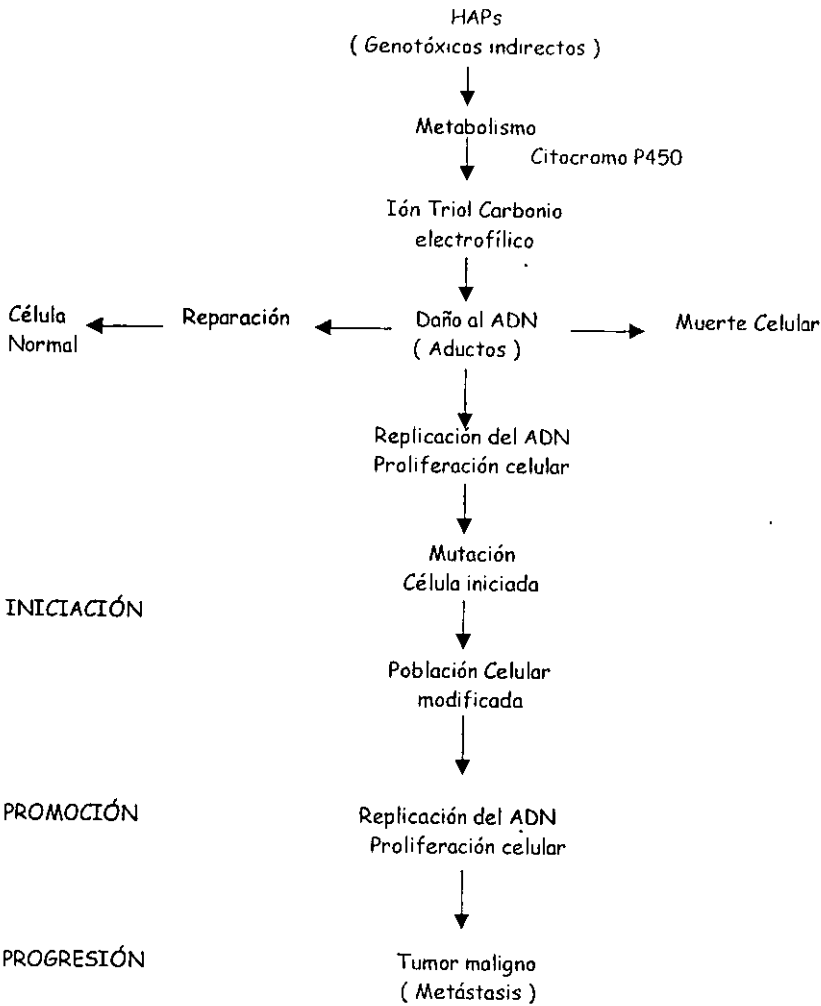 HAPs
( Genotóxicos indirectos )
Metabolismo
Citocromo P450
Ión Triol Carbonio
electrofílico
Célula
Normal
Reparación
Daño al ADN
( Aductos )
Muerte Celular
Replicación del ADN
Proliferación celular
Mutación
Célula iniciada
INICIACIÓN
Población Celular
modificada
PROMOCIÓN
Replicación del ADN
Proliferación celular
PROGRESIÓN
Tumor maligno
( Metástasis )